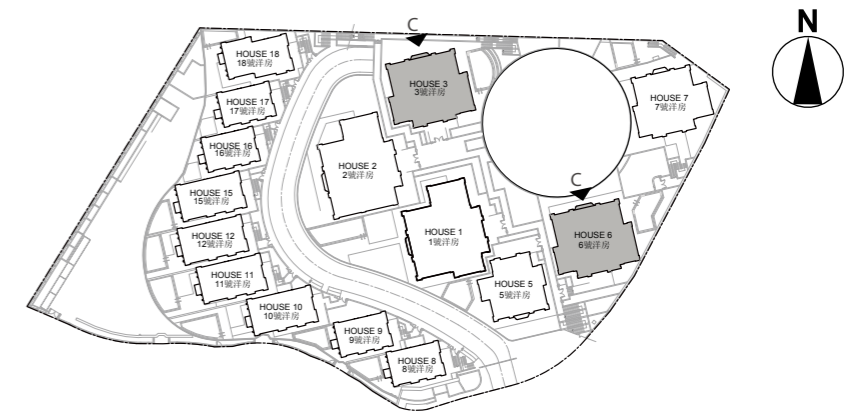 N
C
HOUSE 18
18號洋房
HOUSE 3
3號洋房
HOUSE 7
7號洋房
HOUSE 17
17號洋房
HOUSE 16
16號洋房
HOUSE 2
2號洋房
C
HOUSE 15
15號洋房
HOUSE 12
12號洋房
HOUSE 1
1號洋房
HOUSE 6
6號洋房
HOUSE 11
11號洋房
HOUSE 5
5號洋房
HOUSE 10
10號洋房
HOUSE 9
9號洋房
HOUSE 8
8號洋房